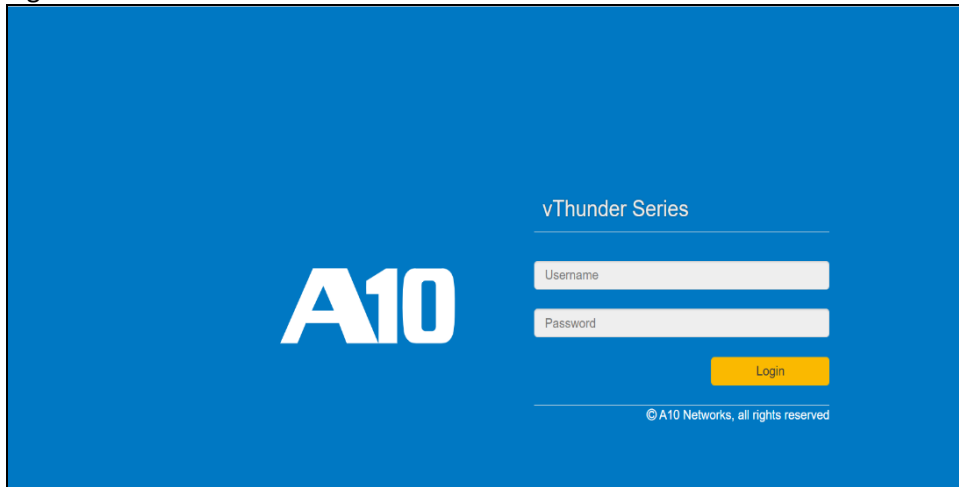 vThunder Series
A10
Username
Password
Login
© A10 Networks, all rights reserved